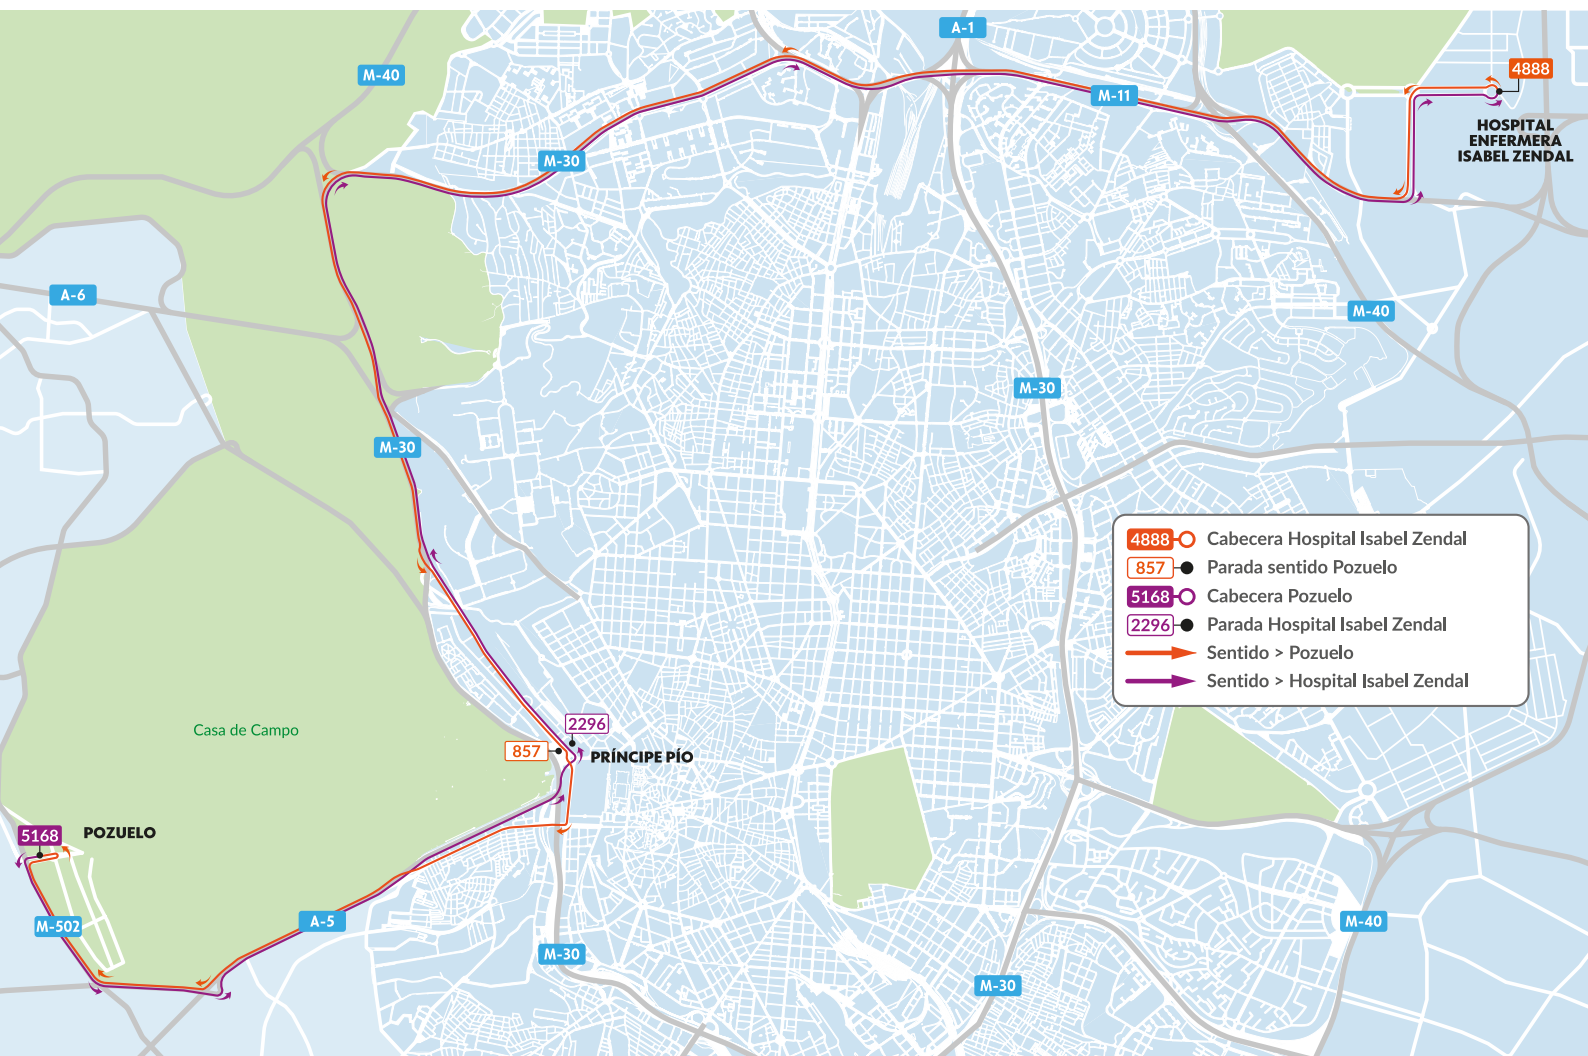 A-1
M-40
4888
M-11
HOSPITAL
ENFERMERA
ISABEL ZENDAL
M-30
A-6
M-40
M-30
M-30
4888 Cabecera Hospital Isabel Zendal
857 Parada sentido Pozuelo
5168 Cabecera Pozuelo
2296 Parada Hospital Isabel Zendal
Sentido > Pozuelo
Sentido > Hospital Isabel Zendal
Casa de Campo
2296
857
PRÍNCIPE PÍO
5168
POZUELO
M-502
A-5
M-40
M-30
M-30